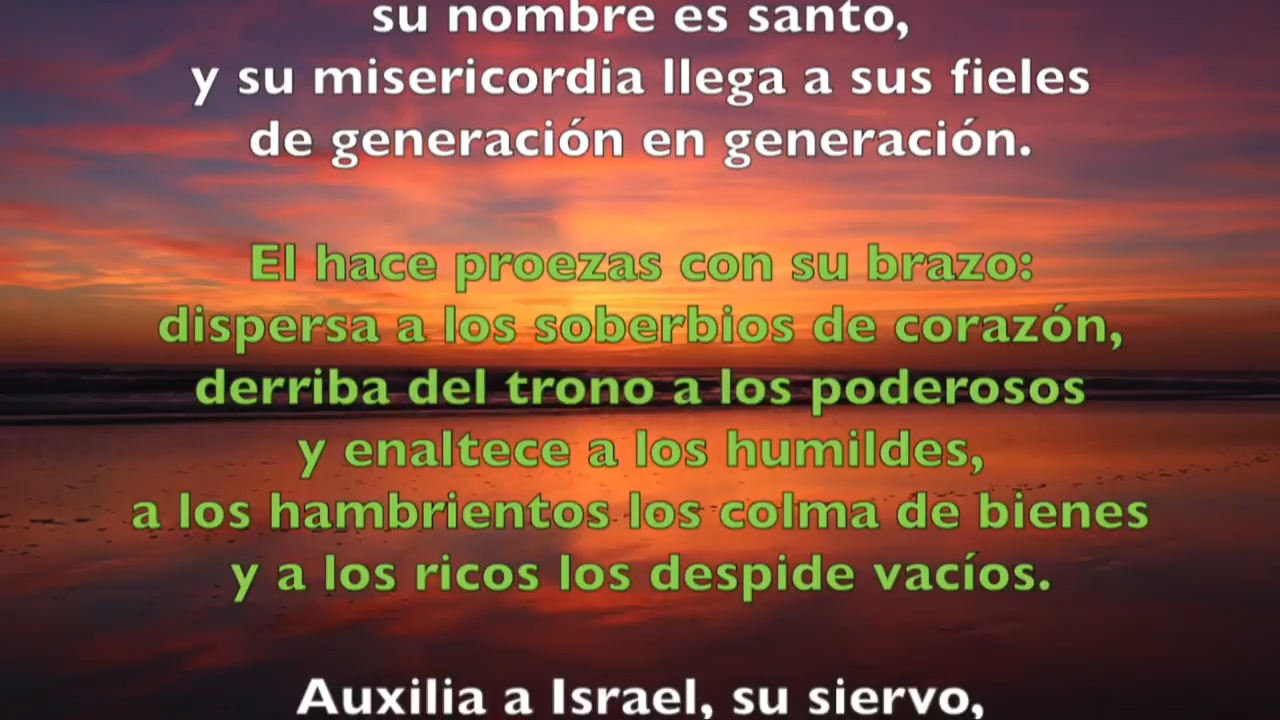 su nombre es santo,
y su misericordia llega a sus fieles
de generación en generación.
El hace proezas con su brazo:
dispersa a los soberbios de corazón,
derriba del trono a los poderosos
y enaltece a los humildes,
a los hambrientos los colma de bienes
y a los ricos los despide vacíos.
Auxilia a Israel, su siervo,